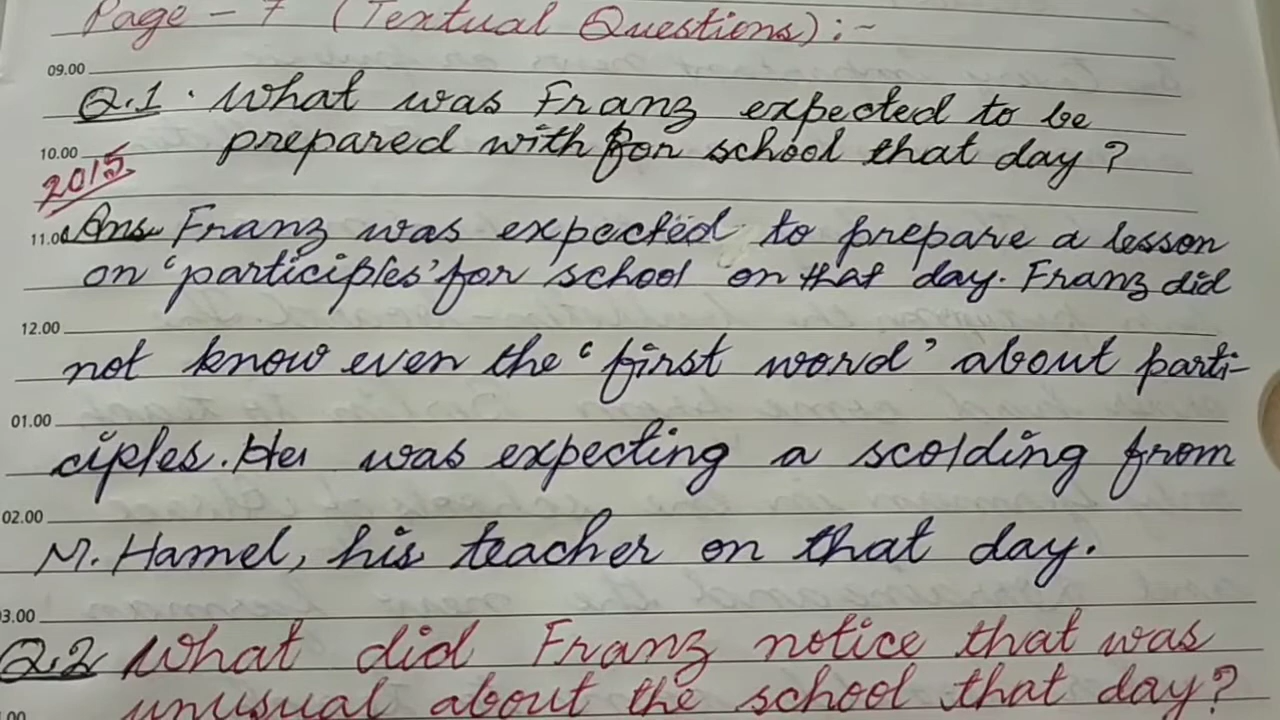 Page - 7 (Textual Questions):-
09.00
Q.1. What was Franz expected to be
10.00 prepared with for school that day?
2015
11.00 Ans. Franz was expected to prepare a lesson
on 'participles' for school on that day. Franz did
12.00
not know even the 'first word' about parti-
01.00
ciples. He was expecting a scolding from
02.00
M. Hamel, his teacher on that day.
03.00
Q.2 What did Franz notice that was
unusual about the school that day?